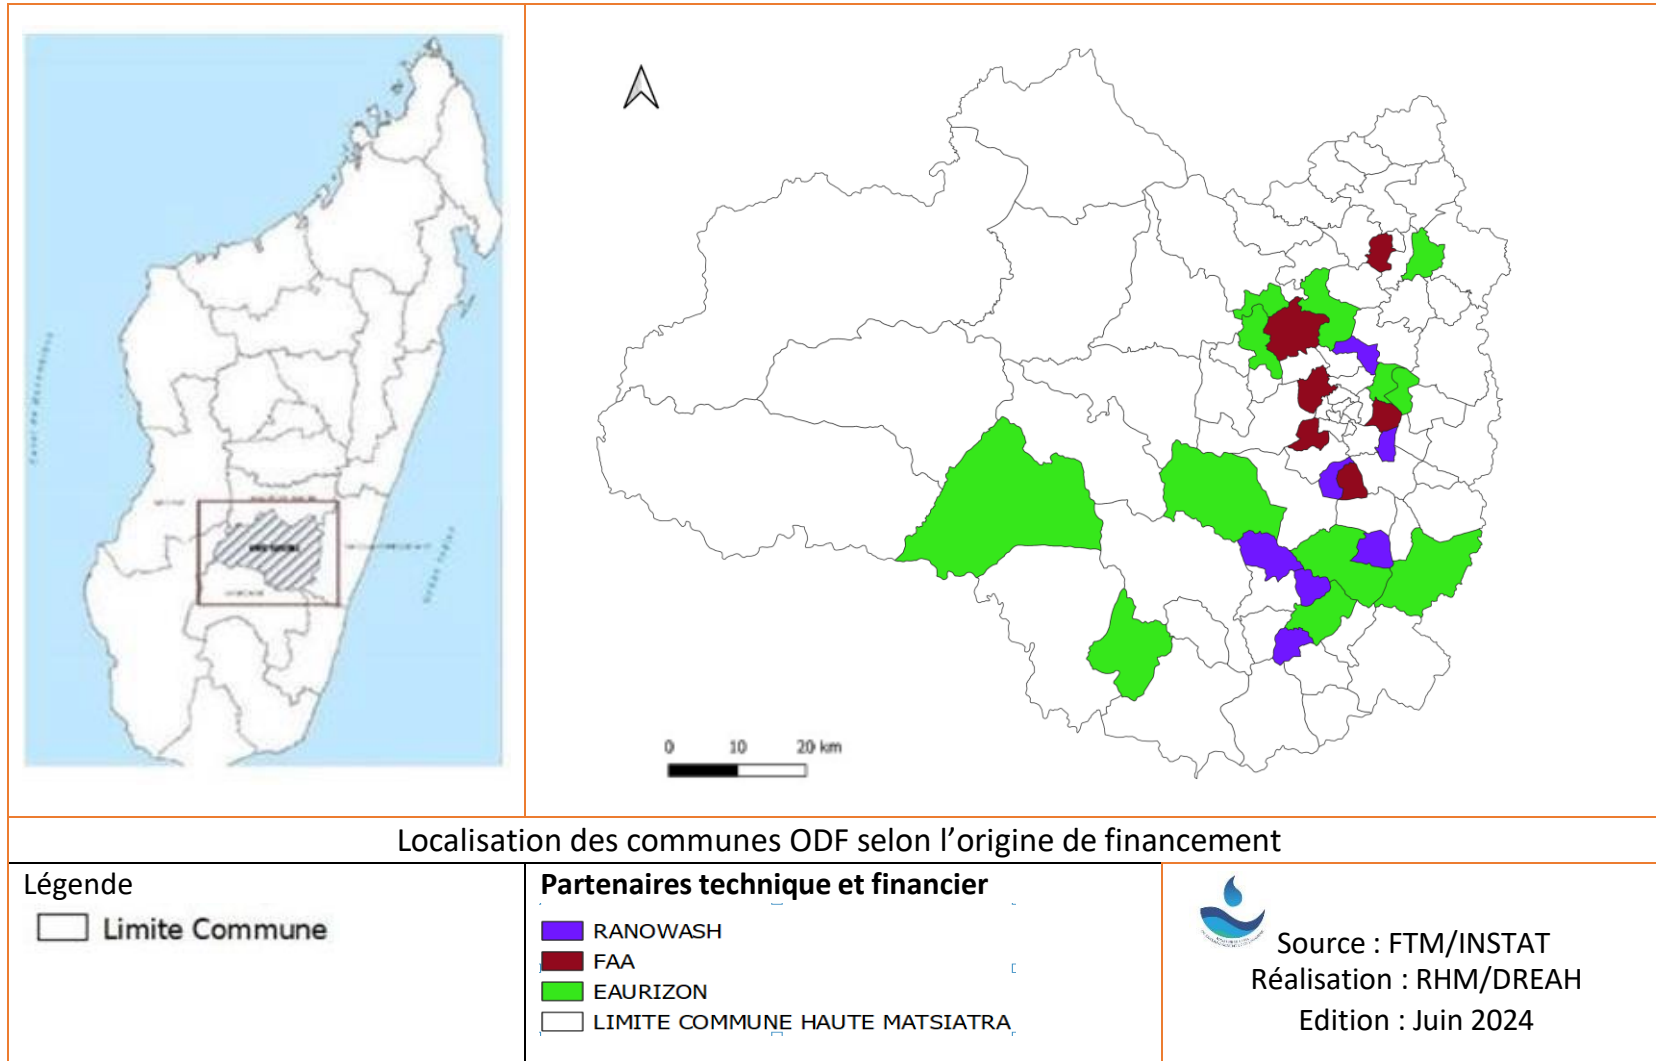 0 10 20 km
Localisation des communes ODF selon l’origine de financement
Légende
Limite Commune
Partenaires technique et financier
RANOWASH
FAA
EAURIZON
LIMITE COMMUNE HAUTE MATSIATRA
Source : FTM/INSTAT
Réalisation : RHM/DREAH
Edition : Juin 2024